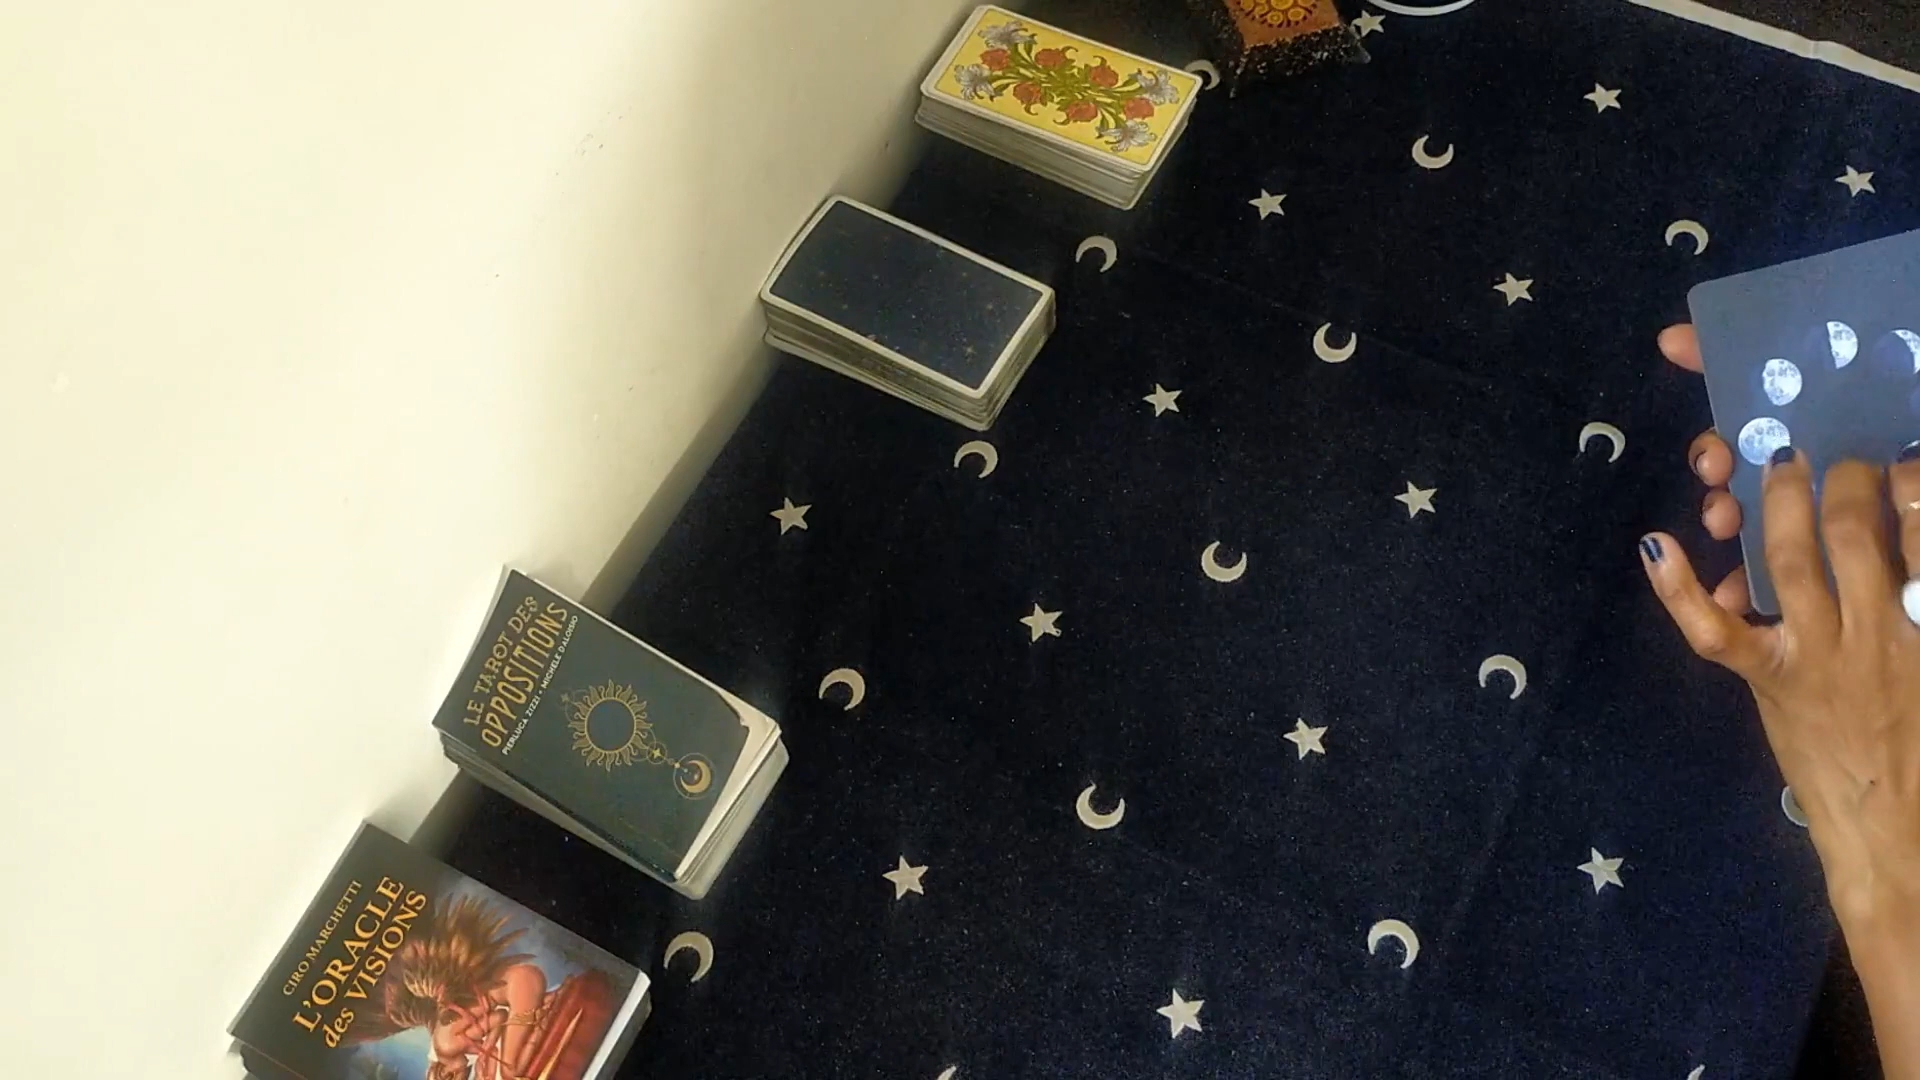 LE TAROT DES
OPPOSITIONS
PIERLUCA ZIZZI • MICHELE D'ALOISIO
CIRO MARCHETTI
L'ORACLE
des VISIONS